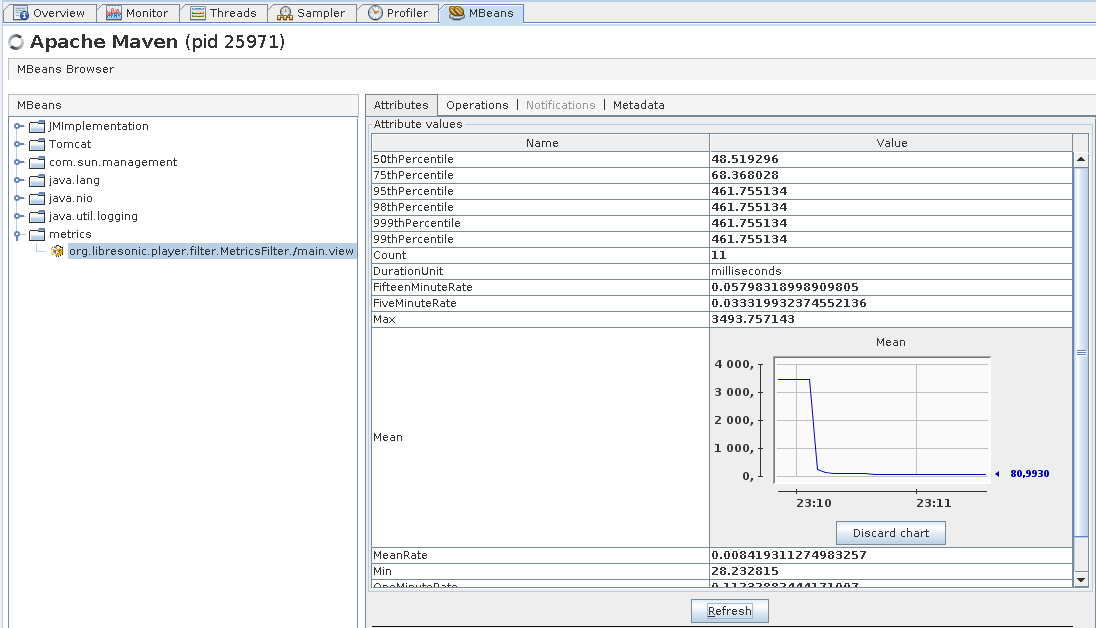 Overview Monitor Threads Sampler Profiler MBeans
Apache Maven (pid 25971)
MBeans Browser
MBeans
JMImplementation
Tomcat
com.sun.management
java.lang
java.nio
java.util.logging
metrics
org.libresonic.player.filter.MetricsFilter./main.view
Attributes Operations | Notifications | Metadata
Attribute values
Name Value
50thPercentile 48.519296
75thPercentile 68.368028
95thPercentile 461.755134
98thPercentile 461.755134
999thPercentile 461.755134
99thPercentile 461.755134
Count 11
DurationUnit milliseconds
FifteenMinuteRate 0.05798318998909805
FiveMinuteRate 0.033319932374552136
Max 3493.757143
Mean
Mean
4 000,
3 000,
2 000,
1 000,
0,
80,9930
23:10 23:11
Discard chart
MeanRate 0.008419311274983257
Min 28.232815
OneMinuteRate 0.11232882444171007
Refresh